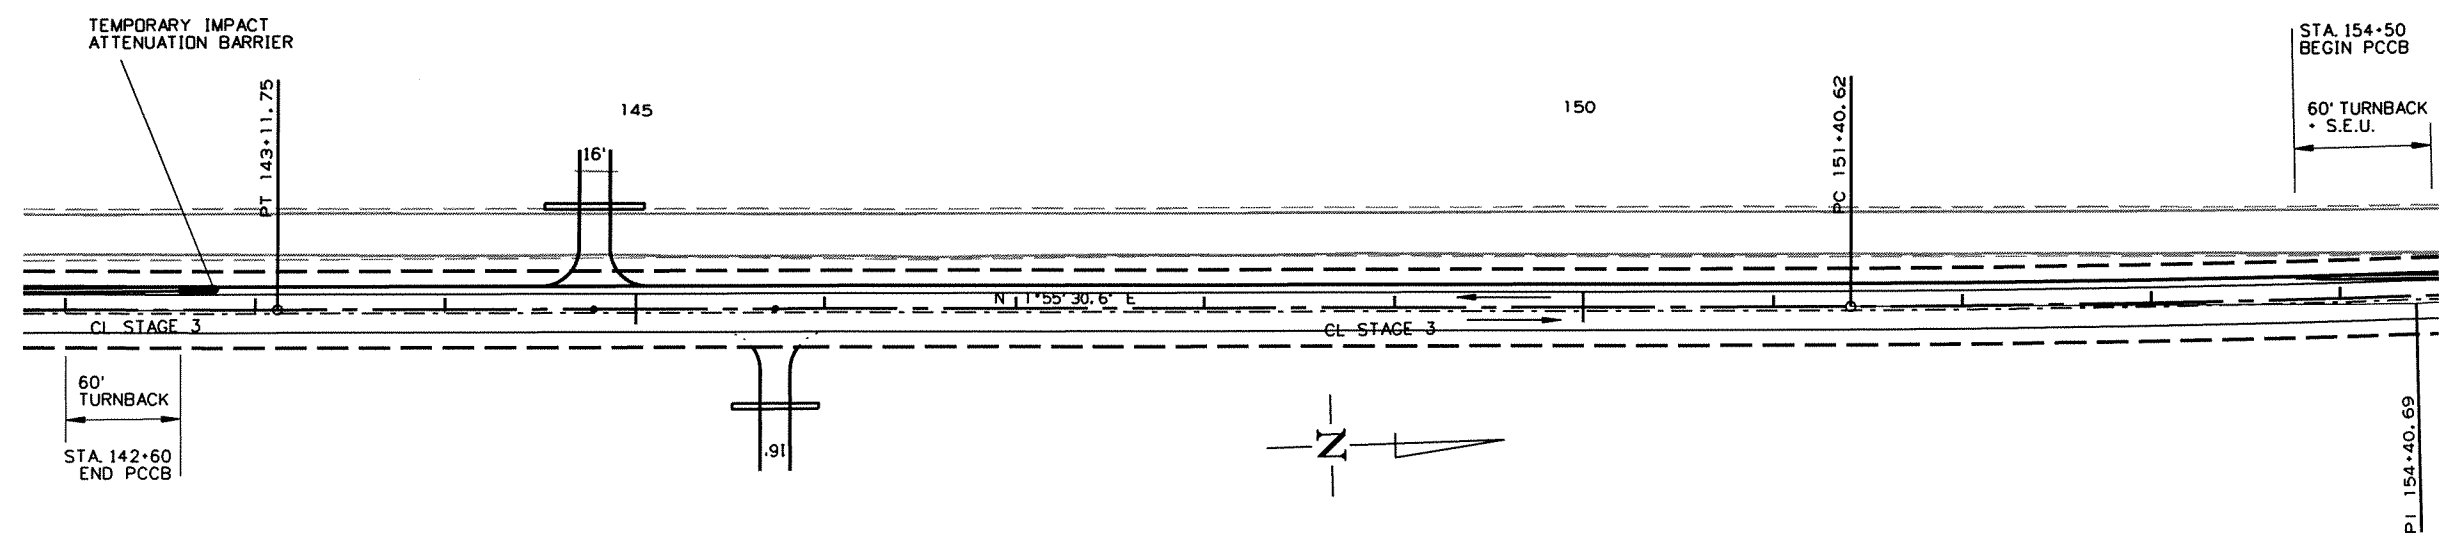 TEMPORARY IMPACT
ATTENUATION BARRIER
PT 143+11.75
145
16'
150
PC 151+40.62
STA. 154+50
BEGIN PCCB
60' TURNBACK
+ S.E.U.
N 1°55'30.6" E
CL STAGE 3
CL STAGE 3
60'
TURNBACK
STA. 142+60
END PCCB
16'
N
PI 154+40.69